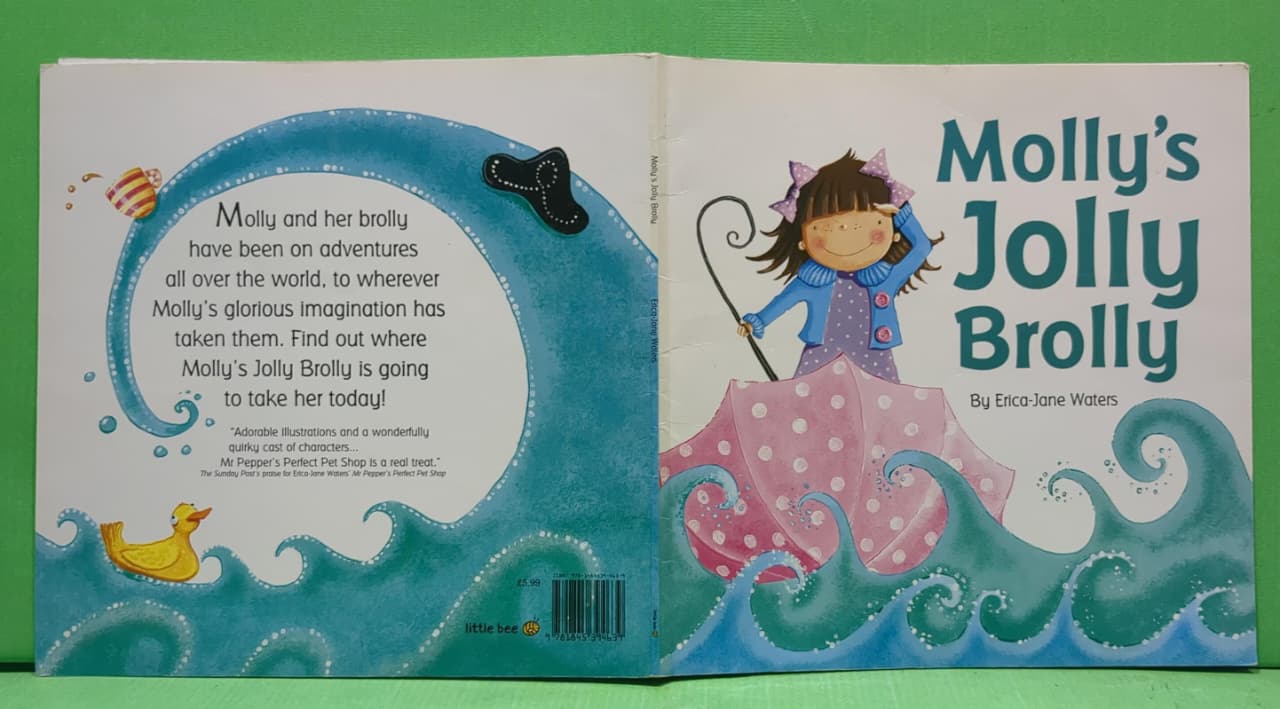 Molly and her brolly
have been on adventures
all over the world, to wherever
Molly's glorious imagination has
taken them. Find out where
Molly's Jolly Brolly is going
to take her today!
"Adorable illustrations and a wonderfully
quirky cast of characters...
Mr Pepper's Perfect Pet Shop is a real treat."
The Sunday Post's praise for Erica-Jane Waters' Mr Pepper's Perfect Pet Shop
£5.99
little bee
9 781845 394639
Molly's Jolly Brolly
Erica-Jane Waters
Molly's
Jolly
Brolly
By Erica-Jane Waters